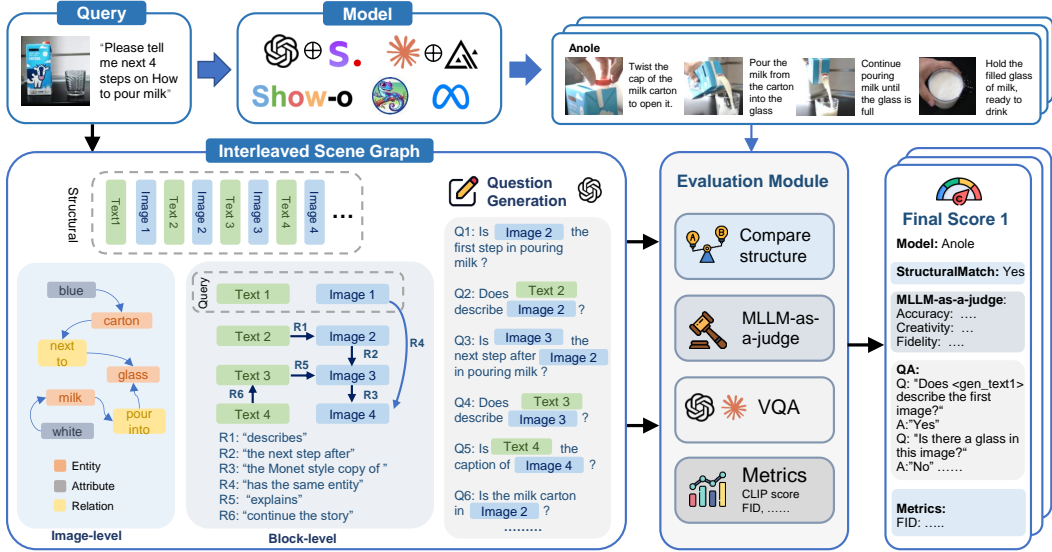 Query
"Please tell
me next 4
steps on How
to pour milk"
Model
S.
Show-o
Anole
Twist the
cap of the
milk carton
to open it.
Pour the
milk from
the carton
into the
glass
Continue
pouring
milk until
the glass is
full
Hold the
filled glass
of milk,
ready to
drink
Interleaved Scene Graph
Structural
Text1
Image 1
Text 2
Image 2
Text 3
Image 3
Text 4
Image 4
...
blue
carton
next
to
glass
milk
pour
into
white
Entity
Attribute
Relation
Image-level
Query
Text 1
Image 1
Text 2
R1
Image 2
R2
R4
Text 3
R5
Image 3
R6
R3
Text 4
Image 4
R1: "describes"
R2: "the next step after"
R3: "the Monet style copy of "
R4: "has the same entity"
R5: "explains"
R6: "continue the story"
Block-level
Question
Generation
Q1: Is Image 2 the
first step in pouring
milk ?
Q2: Does Text 2
describe Image 2 ?
Q3: Is Image 3 the
next step after Image 2
in pouring milk ?
Q4: Does Text 3
describe Image 3 ?
Q5: Is Text 4 the
caption of Image 4 ?
Q6: Is the milk carton
in Image 2 ?
.........
Evaluation Module
A
B
Compare
structure
MLLM-as-
a-judge
VQA
Metrics
CLIP score
FID, ......
C
Final Score 1
Model: Anole
StructuralMatch: Yes
MLLM-as-a-judge:
Accuracy: ....
Creativity: ...
Fidelity: ....
QA:
Q: "Does <gen_text1>
describe the first
image?"
A:"Yes"
Q: "Is there a glass in
this image?"
A:"No" ......
Metrics:
FID: .....